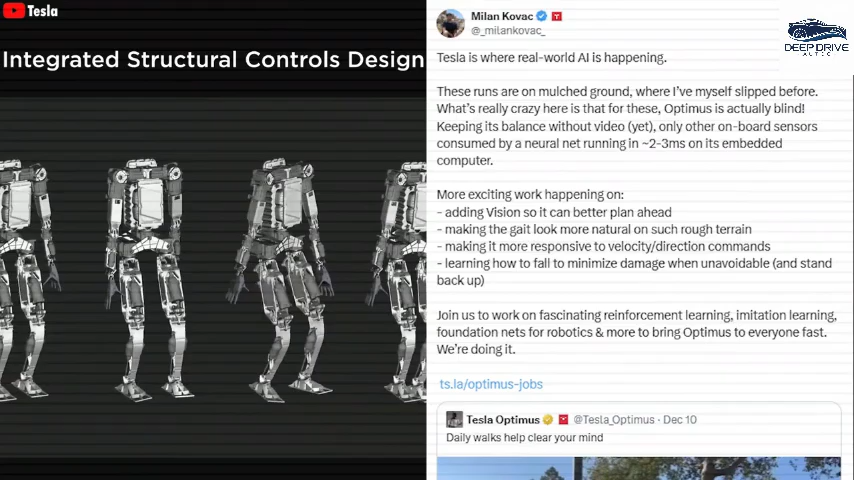 Tesla
Integrated Structural Controls Design
Milan Kovac
@_milankovac_
DEEP DRIVE
Tesla is where real-world AI is happening.
These runs are on mulched ground, where I've myself slipped before.
What's really crazy here is that for these, Optimus is actually blind!
Keeping its balance without video (yet), only other on-board sensors
consumed by a neural net running in ~2-3ms on its embedded
computer.
More exciting work happening on:
- adding Vision so it can better plan ahead
- making the gait look more natural on such rough terrain
- making it more responsive to velocity/direction commands
- learning how to fall to minimize damage when unavoidable (and stand
back up)
Join us to work on fascinating reinforcement learning, imitation learning,
foundation nets for robotics & more to bring Optimus to everyone fast.
We're doing it.
ts.la/optimus-jobs
Tesla Optimus @Tesla_Optimus · Dec 10
Daily walks help clear your mind